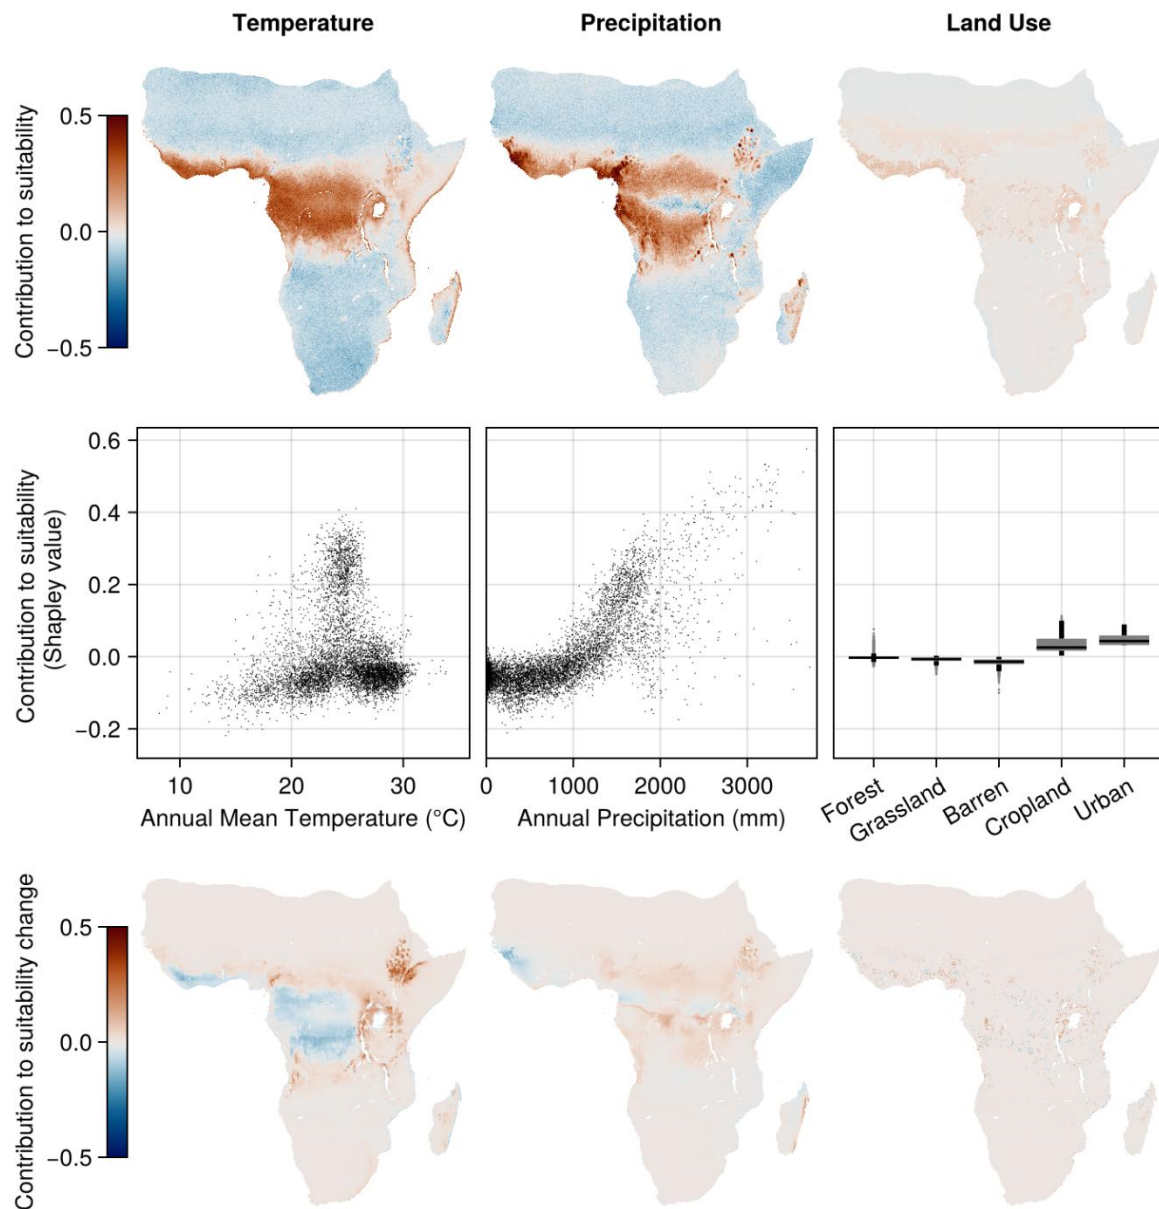 Temperature
Precipitation
Land Use
Contribution to suitability
0.5
0.0
−0.5
Contribution to suitability
(Shapley value)
0.6
0.4
0.2
0.0
−0.2
10
20
30
Annual Mean Temperature (°C)
0
1000
2000
3000
Annual Precipitation (mm)
Forest
Grassland
Barren
Cropland
Urban
Contribution to suitability change
0.5
0.0
−0.5